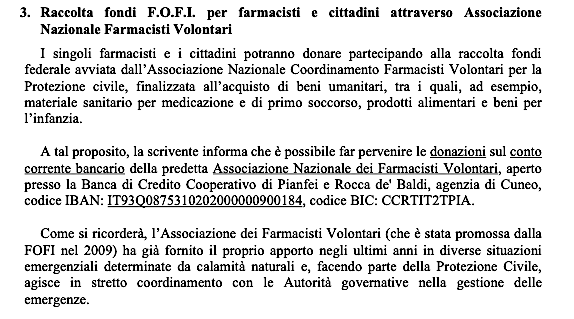 3. Raccolta fondi F.O.F.I. per farmacisti e cittadini attraverso Associazione
Nazionale Farmacisti Volontari
I singoli farmacisti e i cittadini potranno donare partecipando alla raccolta fondi
federale avviata dall’Associazione Nazionale Coordinamento Farmacisti Volontari per la
Protezione civile, finalizzata all’acquisto di beni umanitari, tra i quali, ad esempio,
materiale sanitario per medicazione e di primo soccorso, prodotti alimentari e beni per
l’infanzia.
A tal proposito, la scrivente informa che è possibile far pervenire le donazioni sul conto
corrente bancario della predetta Associazione Nazionale dei Farmacisti Volontari, aperto
presso la Banca di Credito Cooperativo di Pianfei e Rocca de' Baldi, agenzia di Cuneo,
codice IBAN: IT93Q0875310202000000900184, codice BIC: CCRTIT2TPIA.
Come si ricorderà, l’Associazione dei Farmacisti Volontari (che è stata promossa dalla
FOFI nel 2009) ha già fornito il proprio apporto negli ultimi anni in diverse situazioni
emergenziali determinate da calamità naturali e, facendo parte della Protezione Civile,
agisce in stretto coordinamento con le Autorità governative nella gestione delle
emergenze.